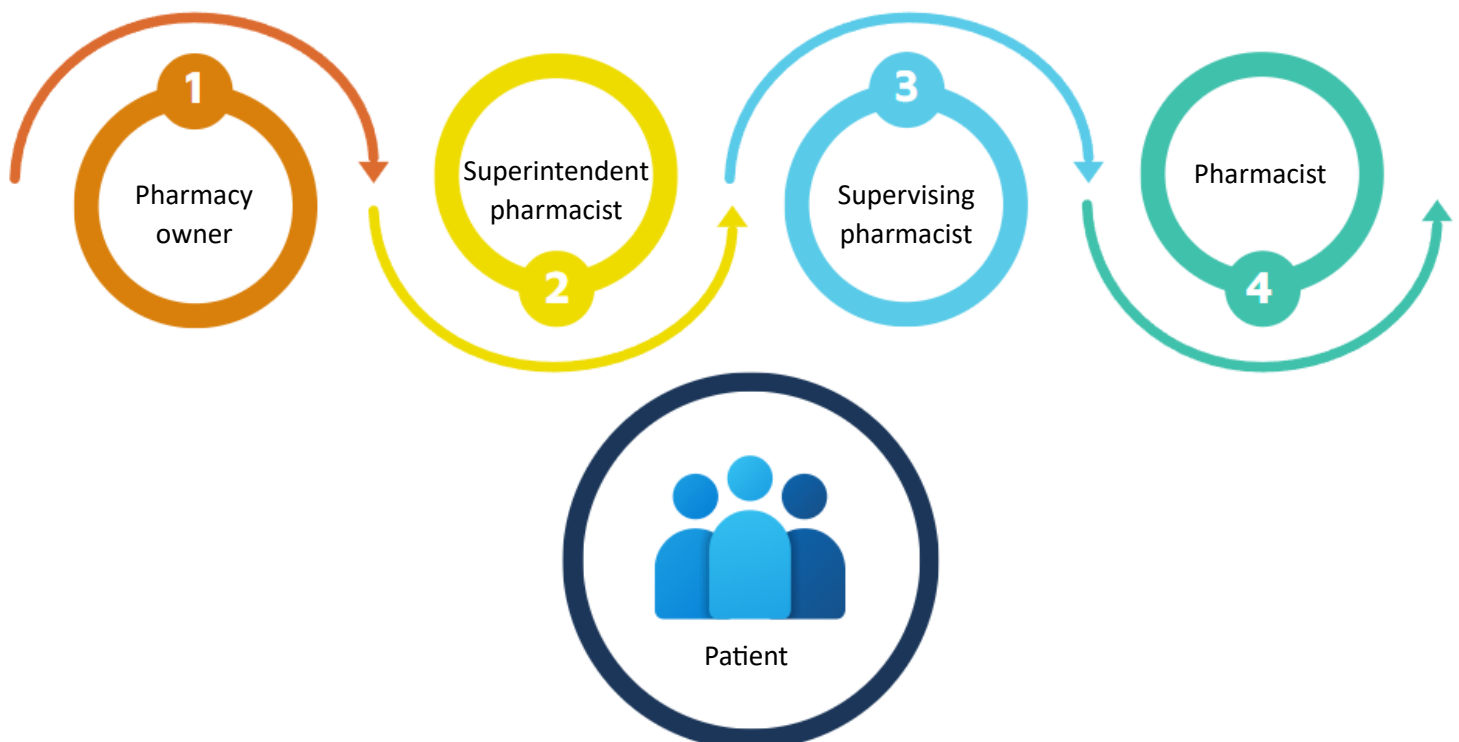 1
Pharmacy
owner
Superintendent
pharmacist
2
3
Supervising
pharmacist
Pharmacist
4
Patient